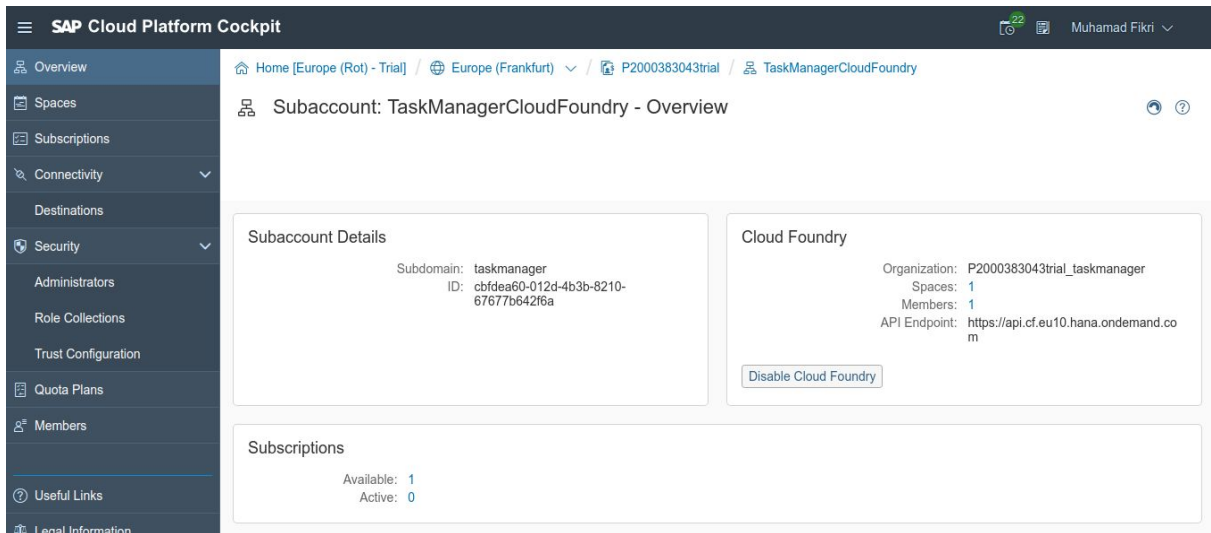 SAP Cloud Platform Cockpit
22
Muhamad Fikri
Overview
Spaces
Subscriptions
Connectivity
Destinations
Security
Administrators
Role Collections
Trust Configuration
Quota Plans
Members
Useful Links
Legal Information
Home [Europe (Rot) - Trial] / Europe (Frankfurt) / P2000383043trial / TaskManagerCloudFoundry
Subaccount: TaskManagerCloudFoundry - Overview
Subaccount Details
Subdomain: taskmanager
ID: cbfdea60-012d-4b3b-8210-
67677b642f6a
Cloud Foundry
Organization: P2000383043trial_taskmanager
Spaces: 1
Members: 1
API Endpoint: https://api.cf.eu10.hana.ondemand.co
m
Disable Cloud Foundry
Subscriptions
Available: 1
Active: 0